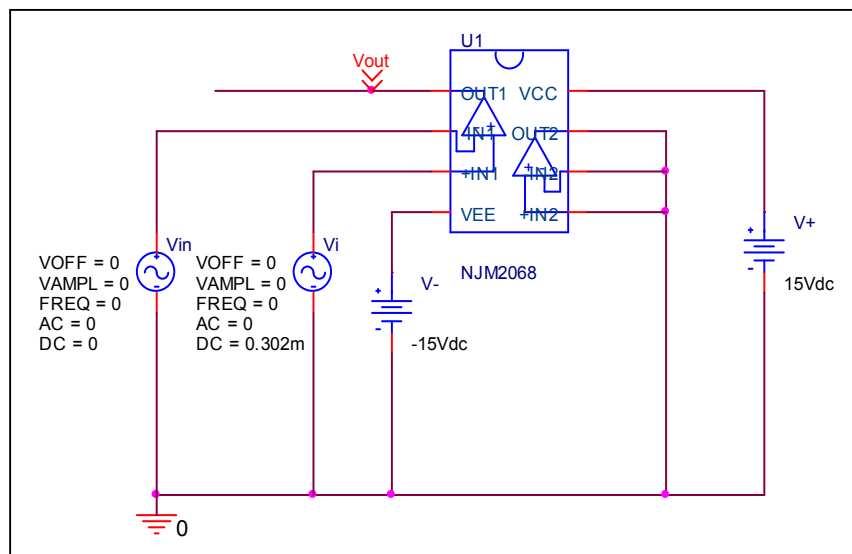 U1
Vout
OUT1
VCC
-IN1
OUT2
+IN1
-IN2
VEE
+IN2
NJM2068
Vin
VOFF = 0
VAMPL = 0
FREQ = 0
AC = 0
DC = 0
Vi
VOFF = 0
VAMPL = 0
FREQ = 0
AC = 0
DC = 0.302m
V-
-15Vdc
V+
15Vdc
0